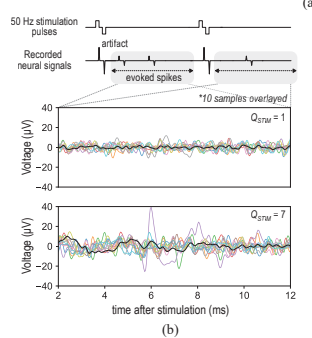 (a
50 Hz stimulation
pulses
artifact
Recorded
neural signals
evoked spikes
*10 samples overlayed
Q_STIM = 1
Voltage (μV)
40
20
0
−20
−40
Q_STIM = 7
Voltage (μV)
40
20
0
−20
−40
2 4 6 8 10 12
time after stimulation (ms)
(b)